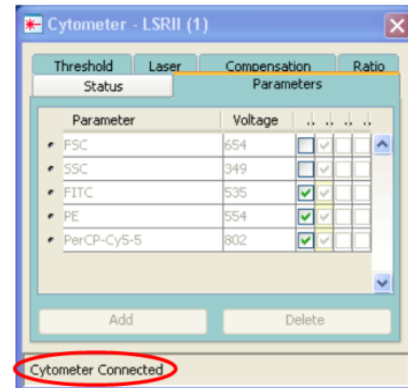 Cytometer - LSRII (1)
Threshold Laser Compensation Ratio
Status Parameters
Parameter Voltage .. .. .. ..
FSC 654
SSC 349
FITC 535
PE 554
PerCP-Cy5-5 802
Add Delete
Cytometer Connected